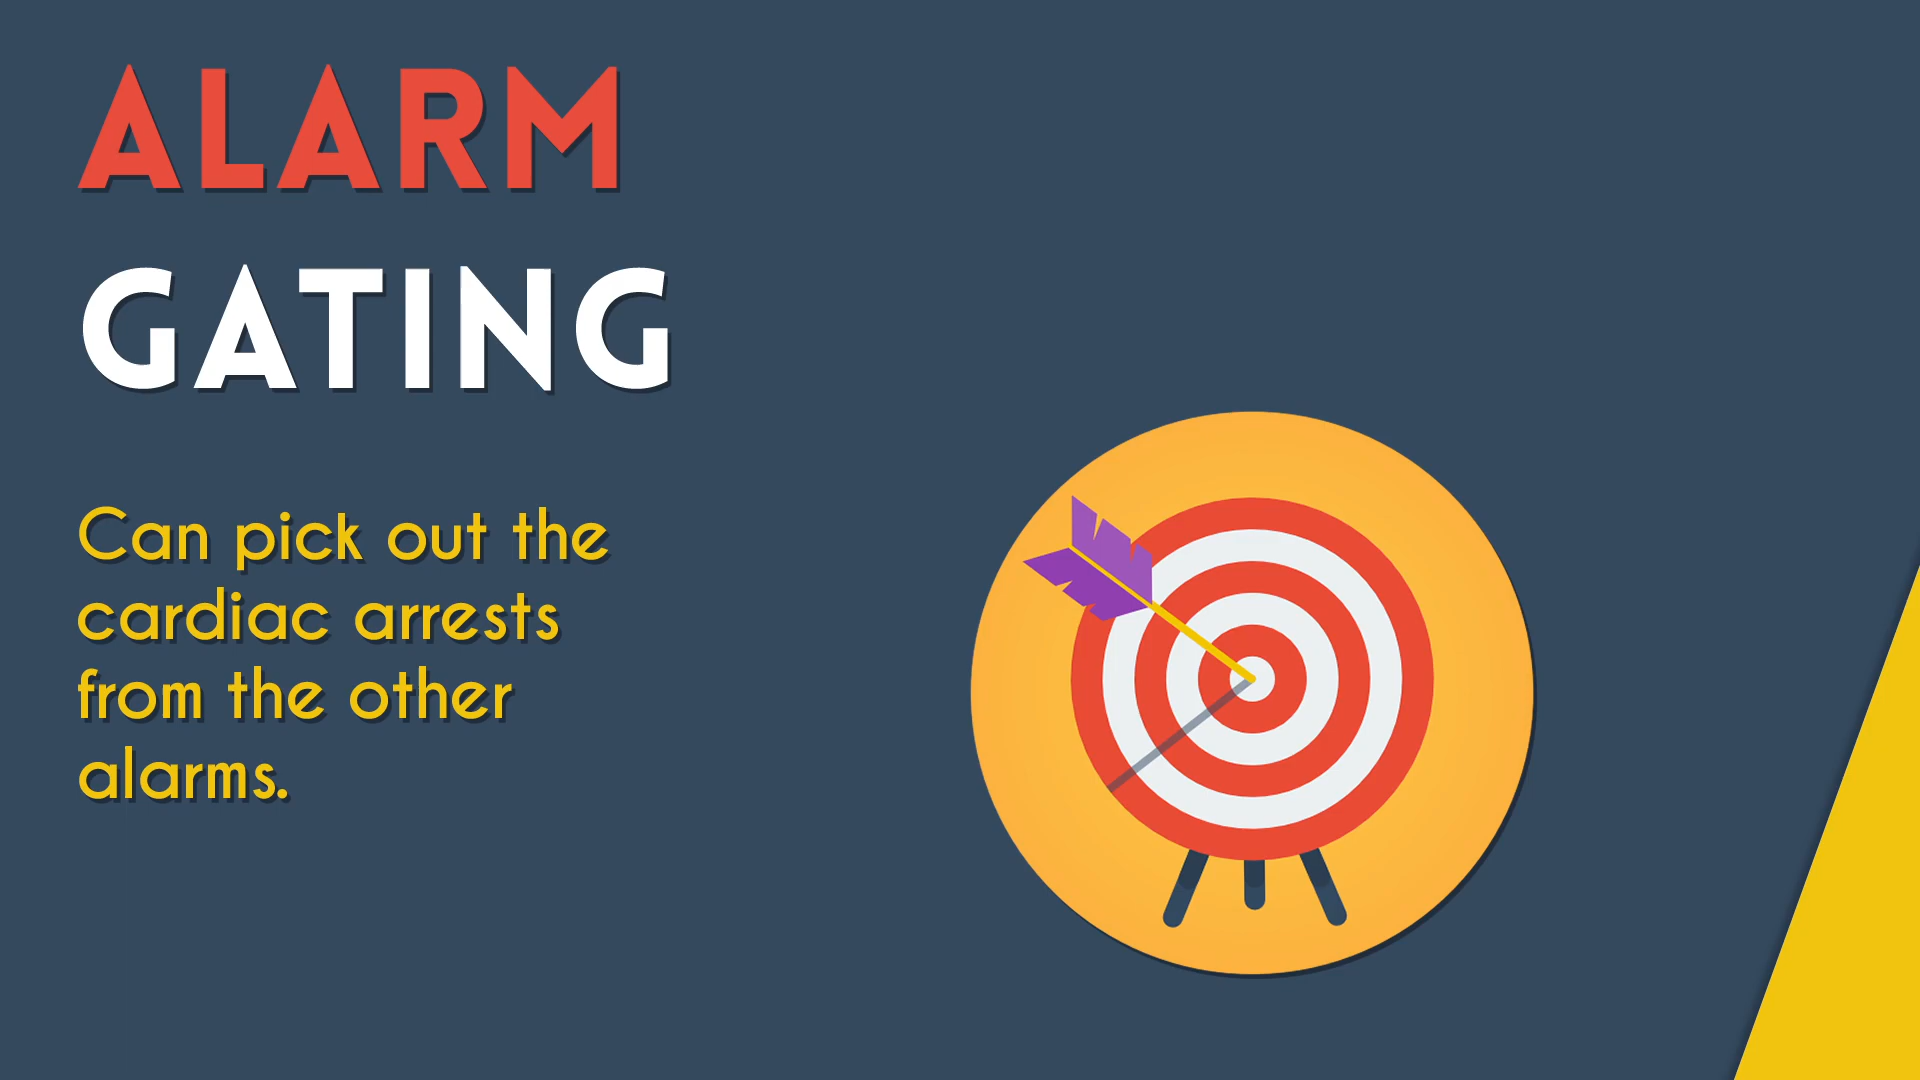 ALARM
GATING
Can pick out the
cardiac arrests
from the other
alarms.